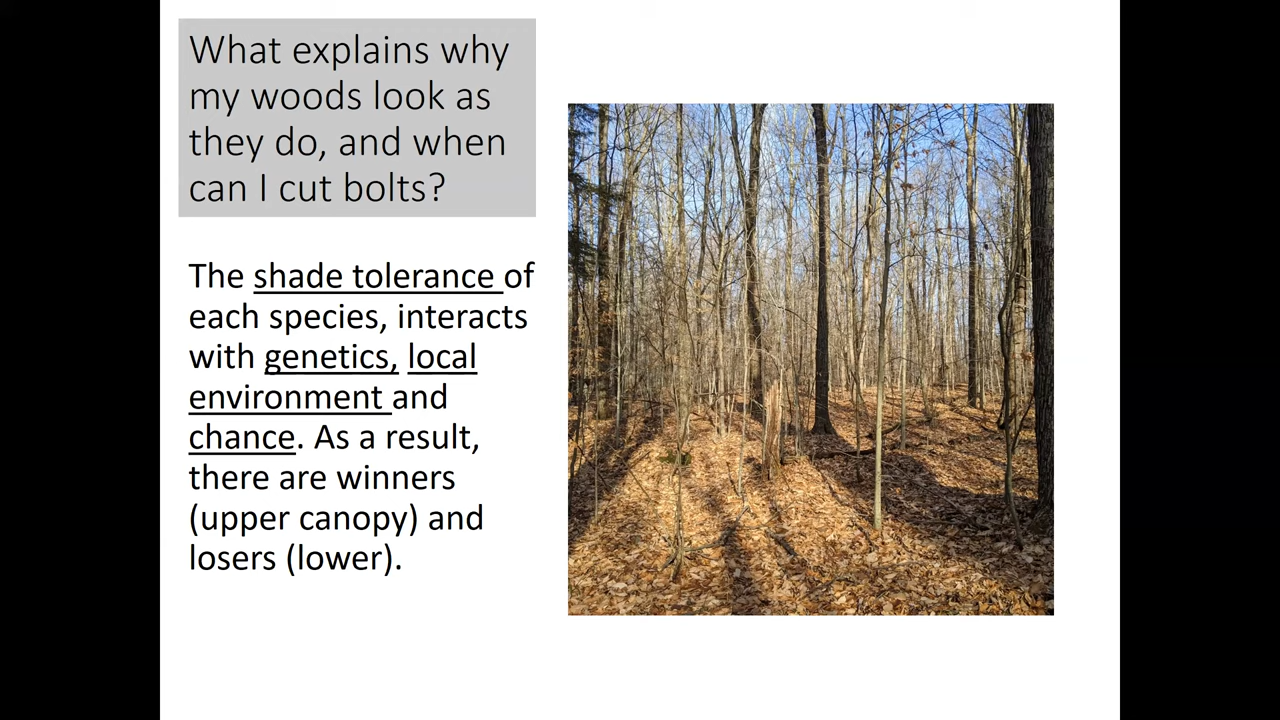 What explains why
my woods look as
they do, and when
can I cut bolts?
The shade tolerance of
each species, interacts
with genetics, local
environment and
chance. As a result,
there are winners
(upper canopy) and
losers (lower).